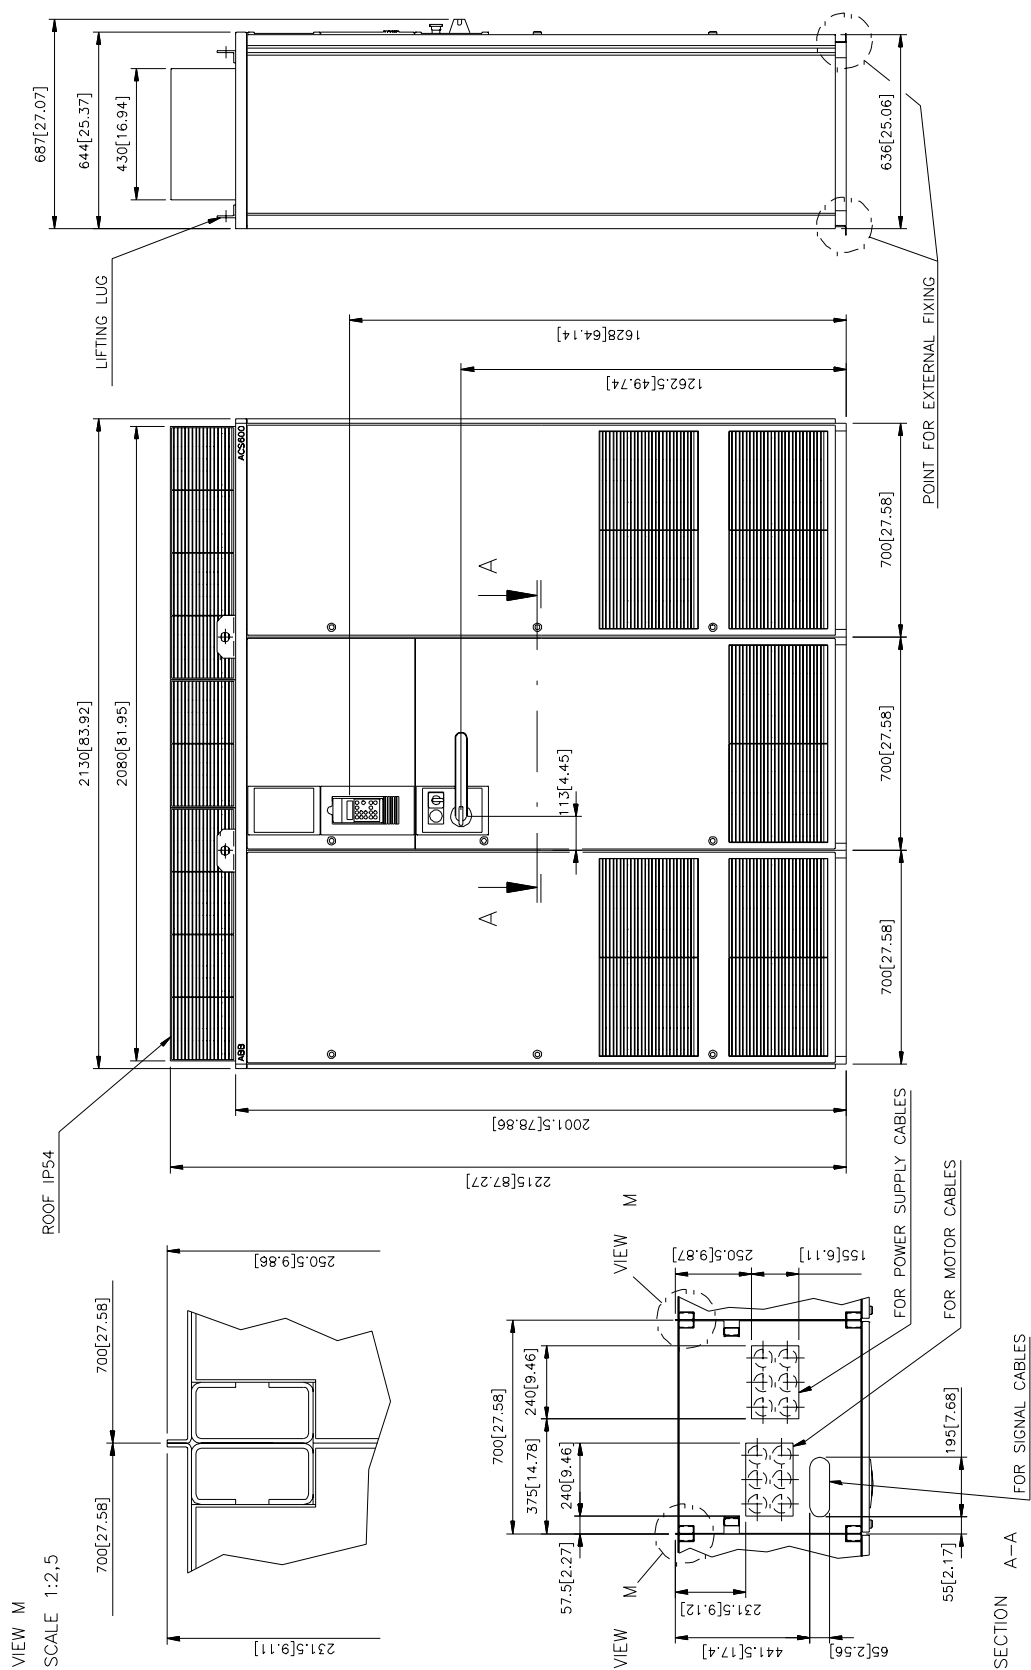 687[27.07]
644[25.37]
430[16.94]
636[25.06]
LIFTING LUG
POINT FOR EXTERNAL FIXING
1628[64.14]
1262.5[49.74]
2130[83.92]
2080[81.95]
ACS600
ABB
A
A
113[4.45]
700[27.58]
700[27.58]
700[27.58]
ROOF IP54
2001.5[78.86]
2215[87.27]
VIEW M
SCALE 1:2,5
700[27.58]
700[27.58]
250.5[9.86]
231.5[9.11]
VIEW M
VIEW M
700[27.58]
240[9.46]
375[14.78]
240[9.46]
57.5[2.27]
250.5[9.87]
155[6.11]
231.5[9.12]
441.5[17.4]
65[2.56]
195[7.68]
55[2.17]
FOR POWER SUPPLY CABLES
FOR MOTOR CABLES
FOR SIGNAL CABLES
SECTION A-A